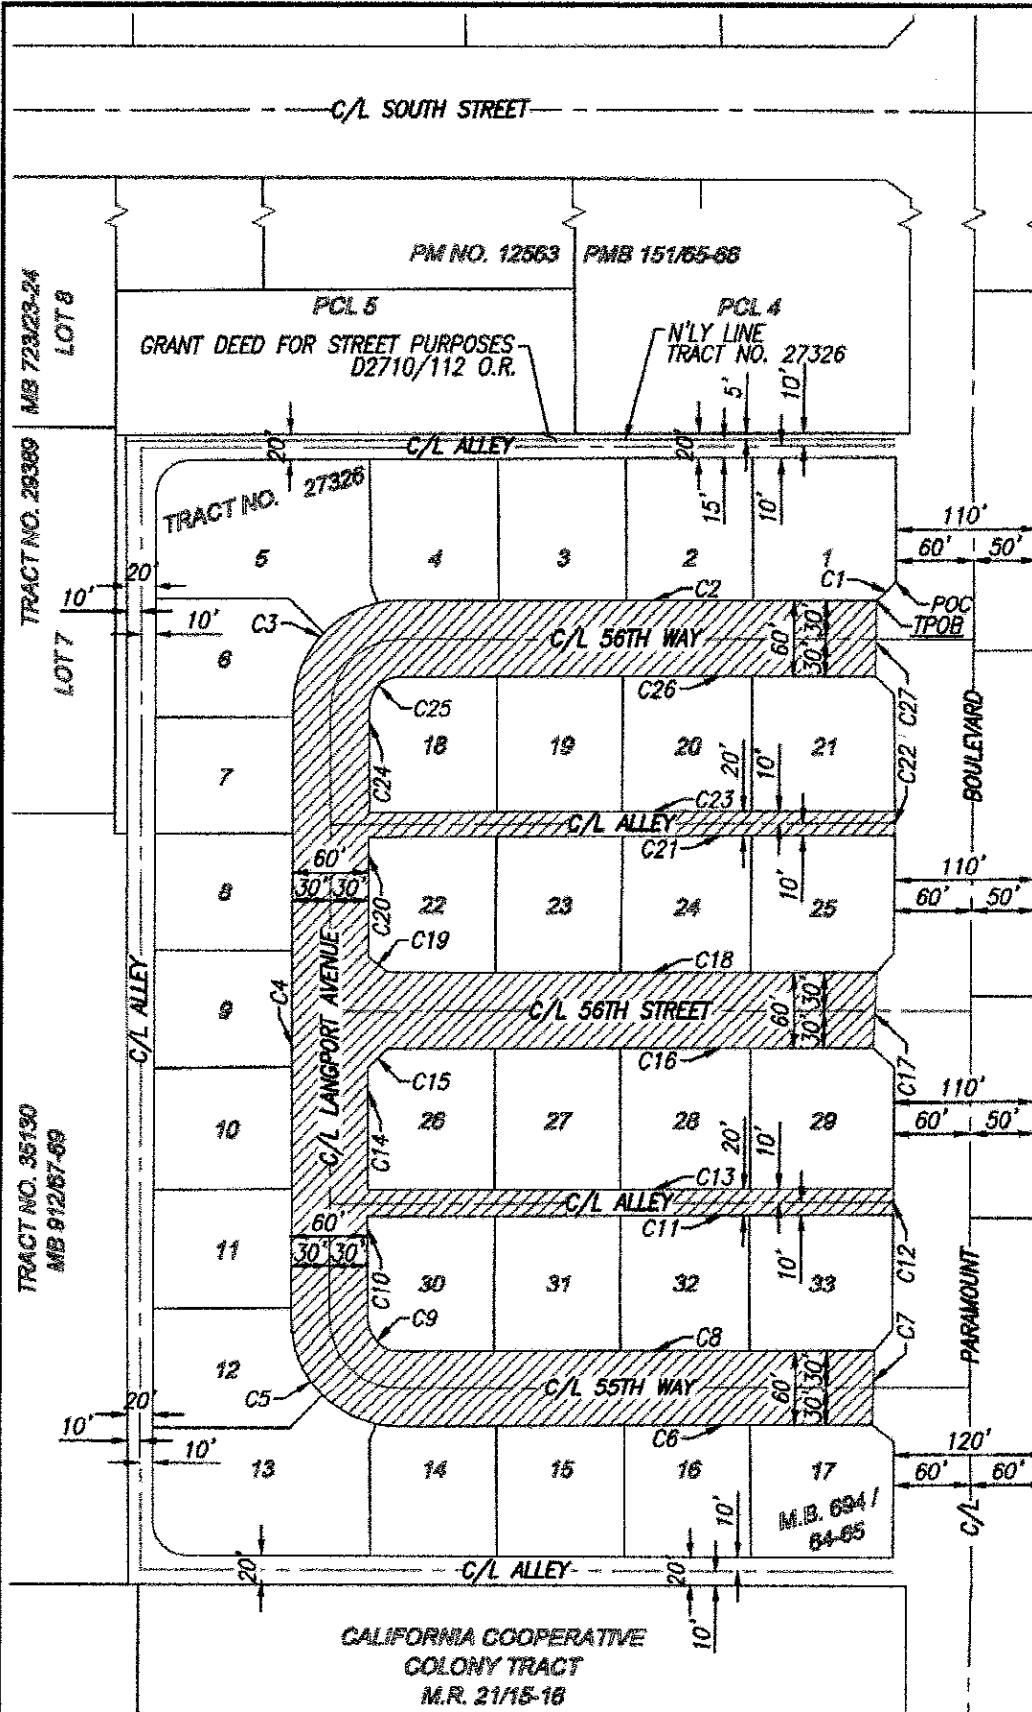 C/L SOUTH STREET
PM NO. 12563
PMB 151/65-66
MB 723/23-24
LOT 8
PCL 5
PCL 4
GRANT DEED FOR STREET PURPOSES
D2710/112 O.R.
N'LY LINE
TRACT NO. 27326
5'
10'
20'
C/L ALLEY
20'
15'
10'
TRACT NO. 29389
LOT 7
TRACT NO. 27326
5
4
3
2
1
110'
60'
50'
20'
10'
10'
C1
POC
TPOB
C2
C3
C/L 56TH WAY
60'
30'
30'
6
C26
C27
C25
18
19
20
21
C24
20'
10'
C22
BOULEVARD
7
C23
C/L ALLEY
C21
10'
60'
30'
30'
8
C20
22
23
24
25
110'
60'
50'
C19
C18
C/L ALLEY
C4
C/L LANGPORT AVENUE
C/L 56TH STREET
60'
30'
30'
9
C15
C16
C17
110'
60'
50'
10
C14
26
27
28
29
20'
10'
TRACT NO. 35130
MB 912/67-69
C13
C/L ALLEY
C11
10'
C12
60'
30'
30'
11
C10
30
31
32
33
C9
C8
C7
PARAMOUNT
12
C5
C/L 55TH WAY
60'
30'
30'
C6
20'
10'
10'
13
14
15
16
17
120'
60'
60'
M.B. 694 /
64-65
C/L
10'
20'
C/L ALLEY
20'
10'
CALIFORNIA COOPERATIVE
COLONY TRACT
M.R. 21/15-16